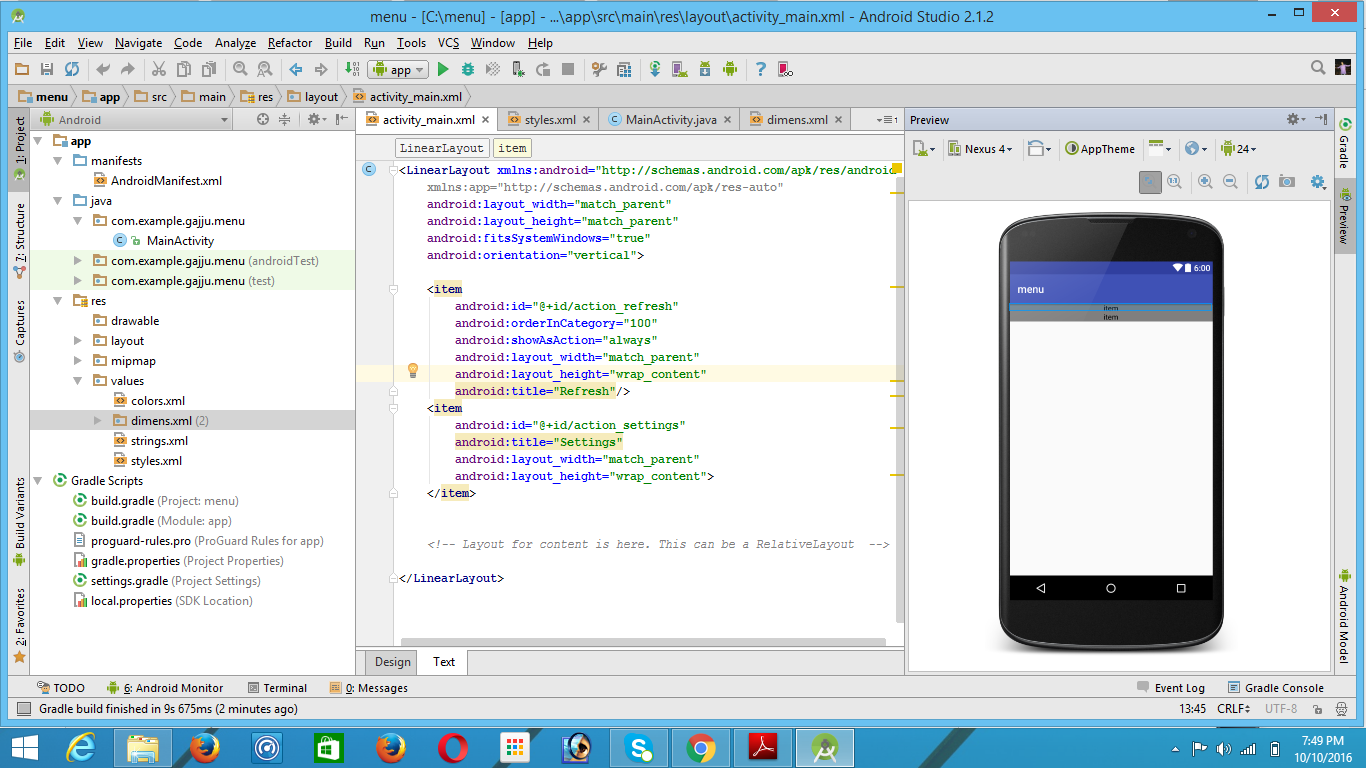 menu - [C:\menu] - [app] - ...\app\src\main\res\layout\activity_main.xml - Android Studio 2.1.2
File Edit View Navigate Code Analyze Refactor Build Run Tools VCS Window Help
app
menu app src main res layout activity_main.xml
1: Project
7: Structure
Captures
Build Variants
2: Favorites
Android
app
manifests
AndroidManifest.xml
java
com.example.gajju.menu
MainActivity
com.example.gajju.menu (androidTest)
com.example.gajju.menu (test)
res
drawable
layout
mipmap
values
colors.xml
dimens.xml (2)
strings.xml
styles.xml
Gradle Scripts
build.gradle (Project: menu)
build.gradle (Module: app)
proguard-rules.pro (ProGuard Rules for app)
gradle.properties (Project Properties)
settings.gradle (Project Settings)
local.properties (SDK Location)
activity_main.xml styles.xml MainActivity.java dimens.xml
LinearLayout item
<LinearLayout xmlns:android="http://schemas.android.com/apk/res/android
xmlns:app="http://schemas.android.com/apk/res-auto"
android:layout_width="match_parent"
android:layout_height="match_parent"
android:fitsSystemWindows="true"
android:orientation="vertical">
<item
android:id="@+id/action_refresh"
android:orderInCategory="100"
android:showAsAction="always"
android:layout_width="match_parent"
android:layout_height="wrap_content"
android:title="Refresh"/>
<item
android:id="@+id/action_settings"
android:title="Settings"
android:layout_width="match_parent"
android:layout_height="wrap_content">
</item>
<!-- Layout for content is here. This can be a RelativeLayout -->
</LinearLayout>
Design Text
Preview
Nexus 4 AppTheme 24
6:00
menu
item
item
Gradle
Preview
Android Model
TODO 6: Android Monitor Terminal 0: Messages Event Log Gradle Console
Gradle build finished in 9s 675ms (2 minutes ago) 13:45 CRLF UTF-8
7:49 PM
10/10/2016